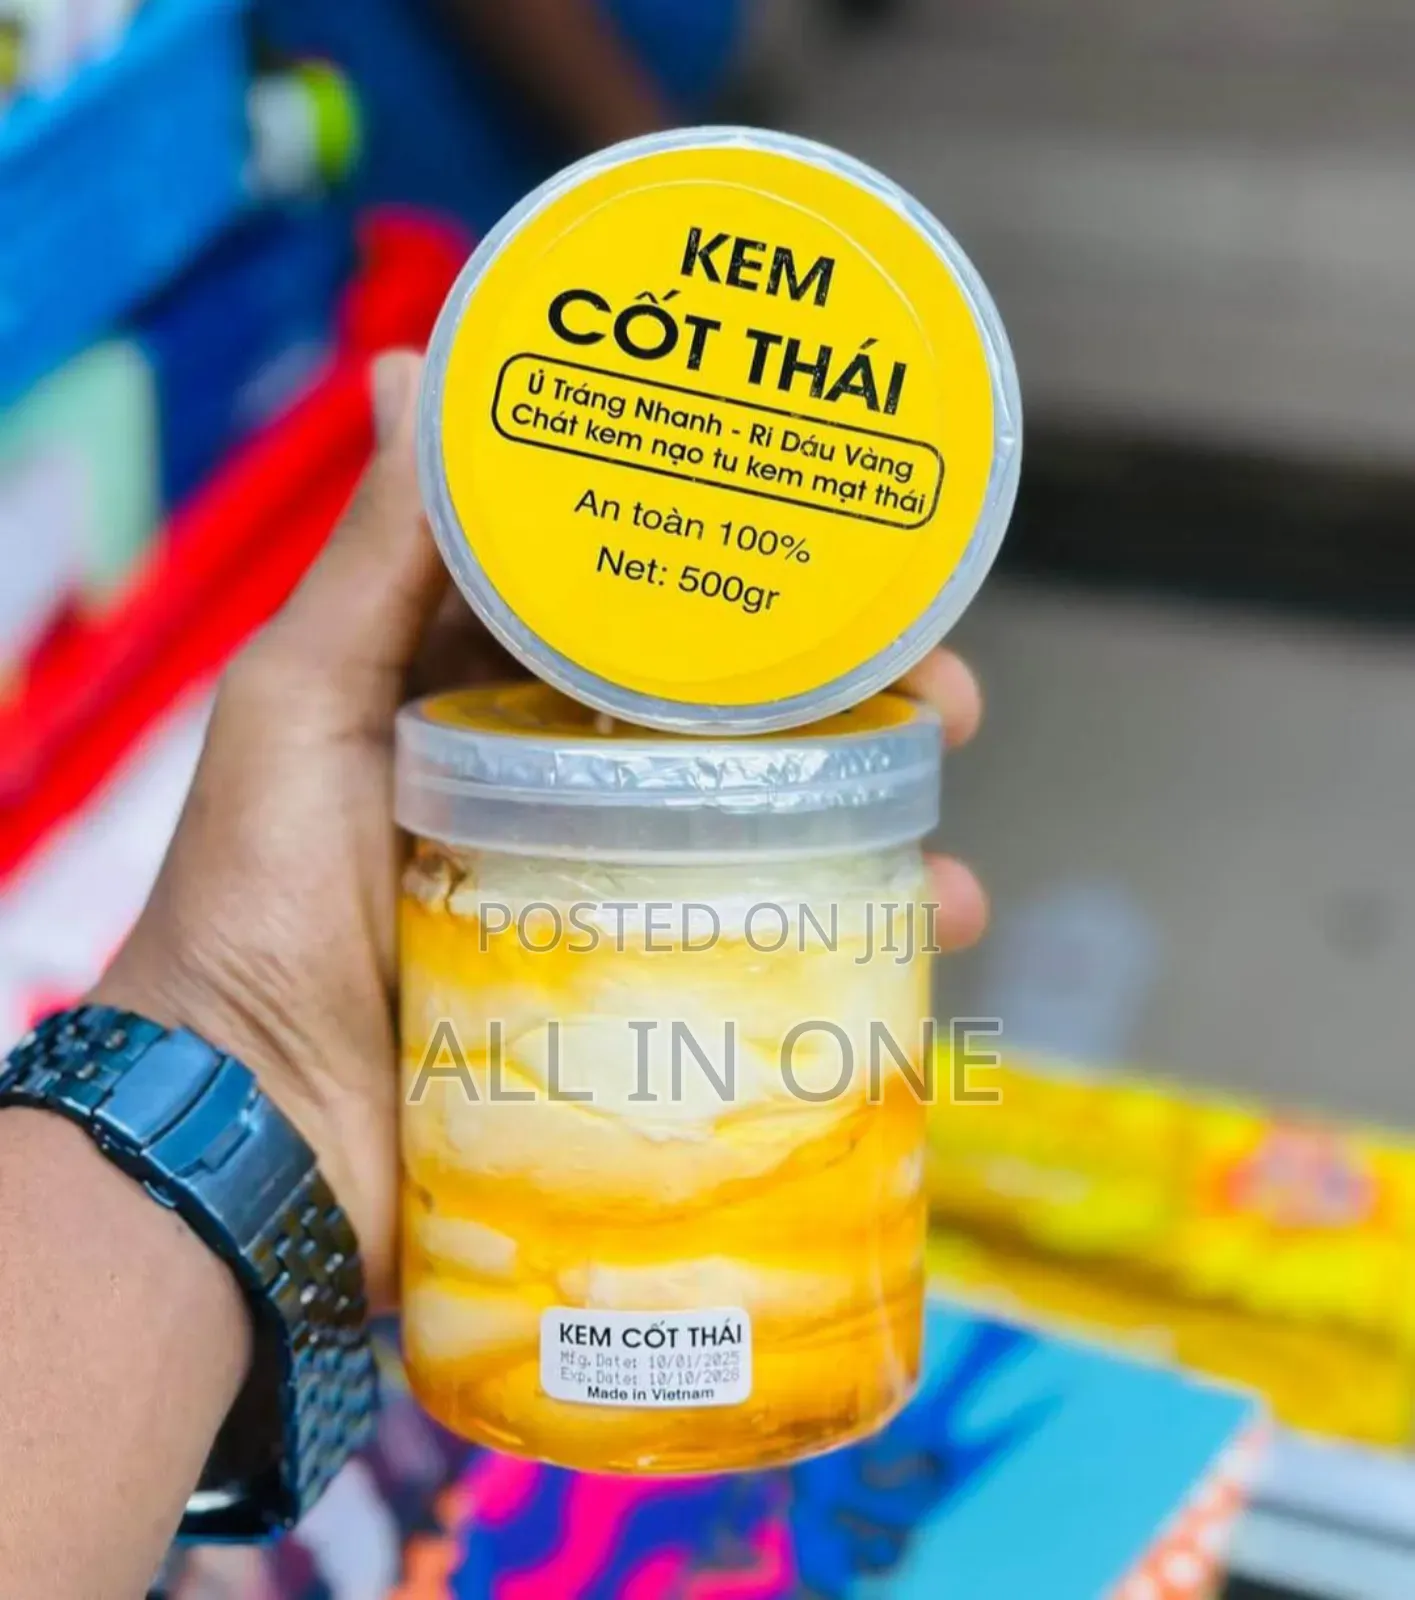 KEM
CỐT THÁI
Ủ Tráng Nhanh - Ri Dáu Vàng
Chát kem nạo tu kem mạt thái
An toàn 100%
Net: 500gr
POSTED ON JIJI
ALL IN ONE
KEM CỐT THÁI
Mfg.Date: 10/01/2025
Exp.Date: 10/10/2028
Made in Vietnam